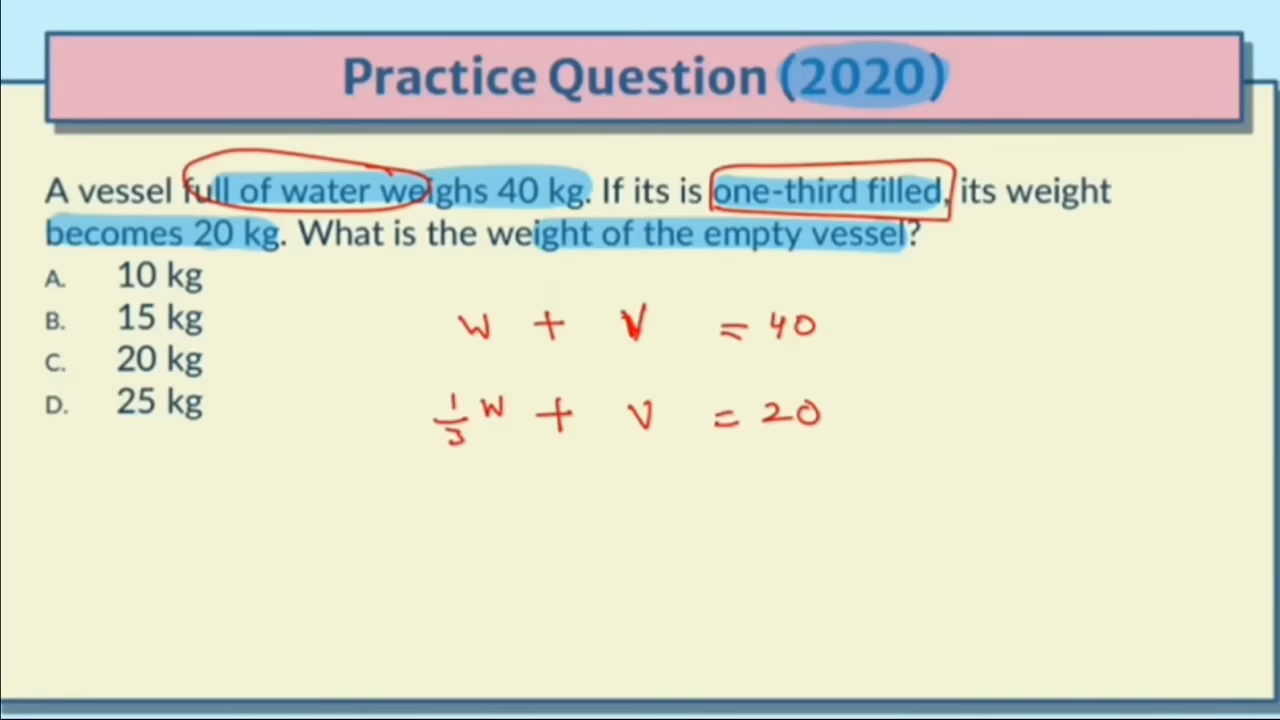 Practice Question (2020)
A vessel full of water weighs 40 kg. If its is one-third filled, its weight
becomes 20 kg. What is the weight of the empty vessel?
A. 10 kg
B. 15 kg
C. 20 kg
D. 25 kg
W + V = 40
1/3 W + V = 20